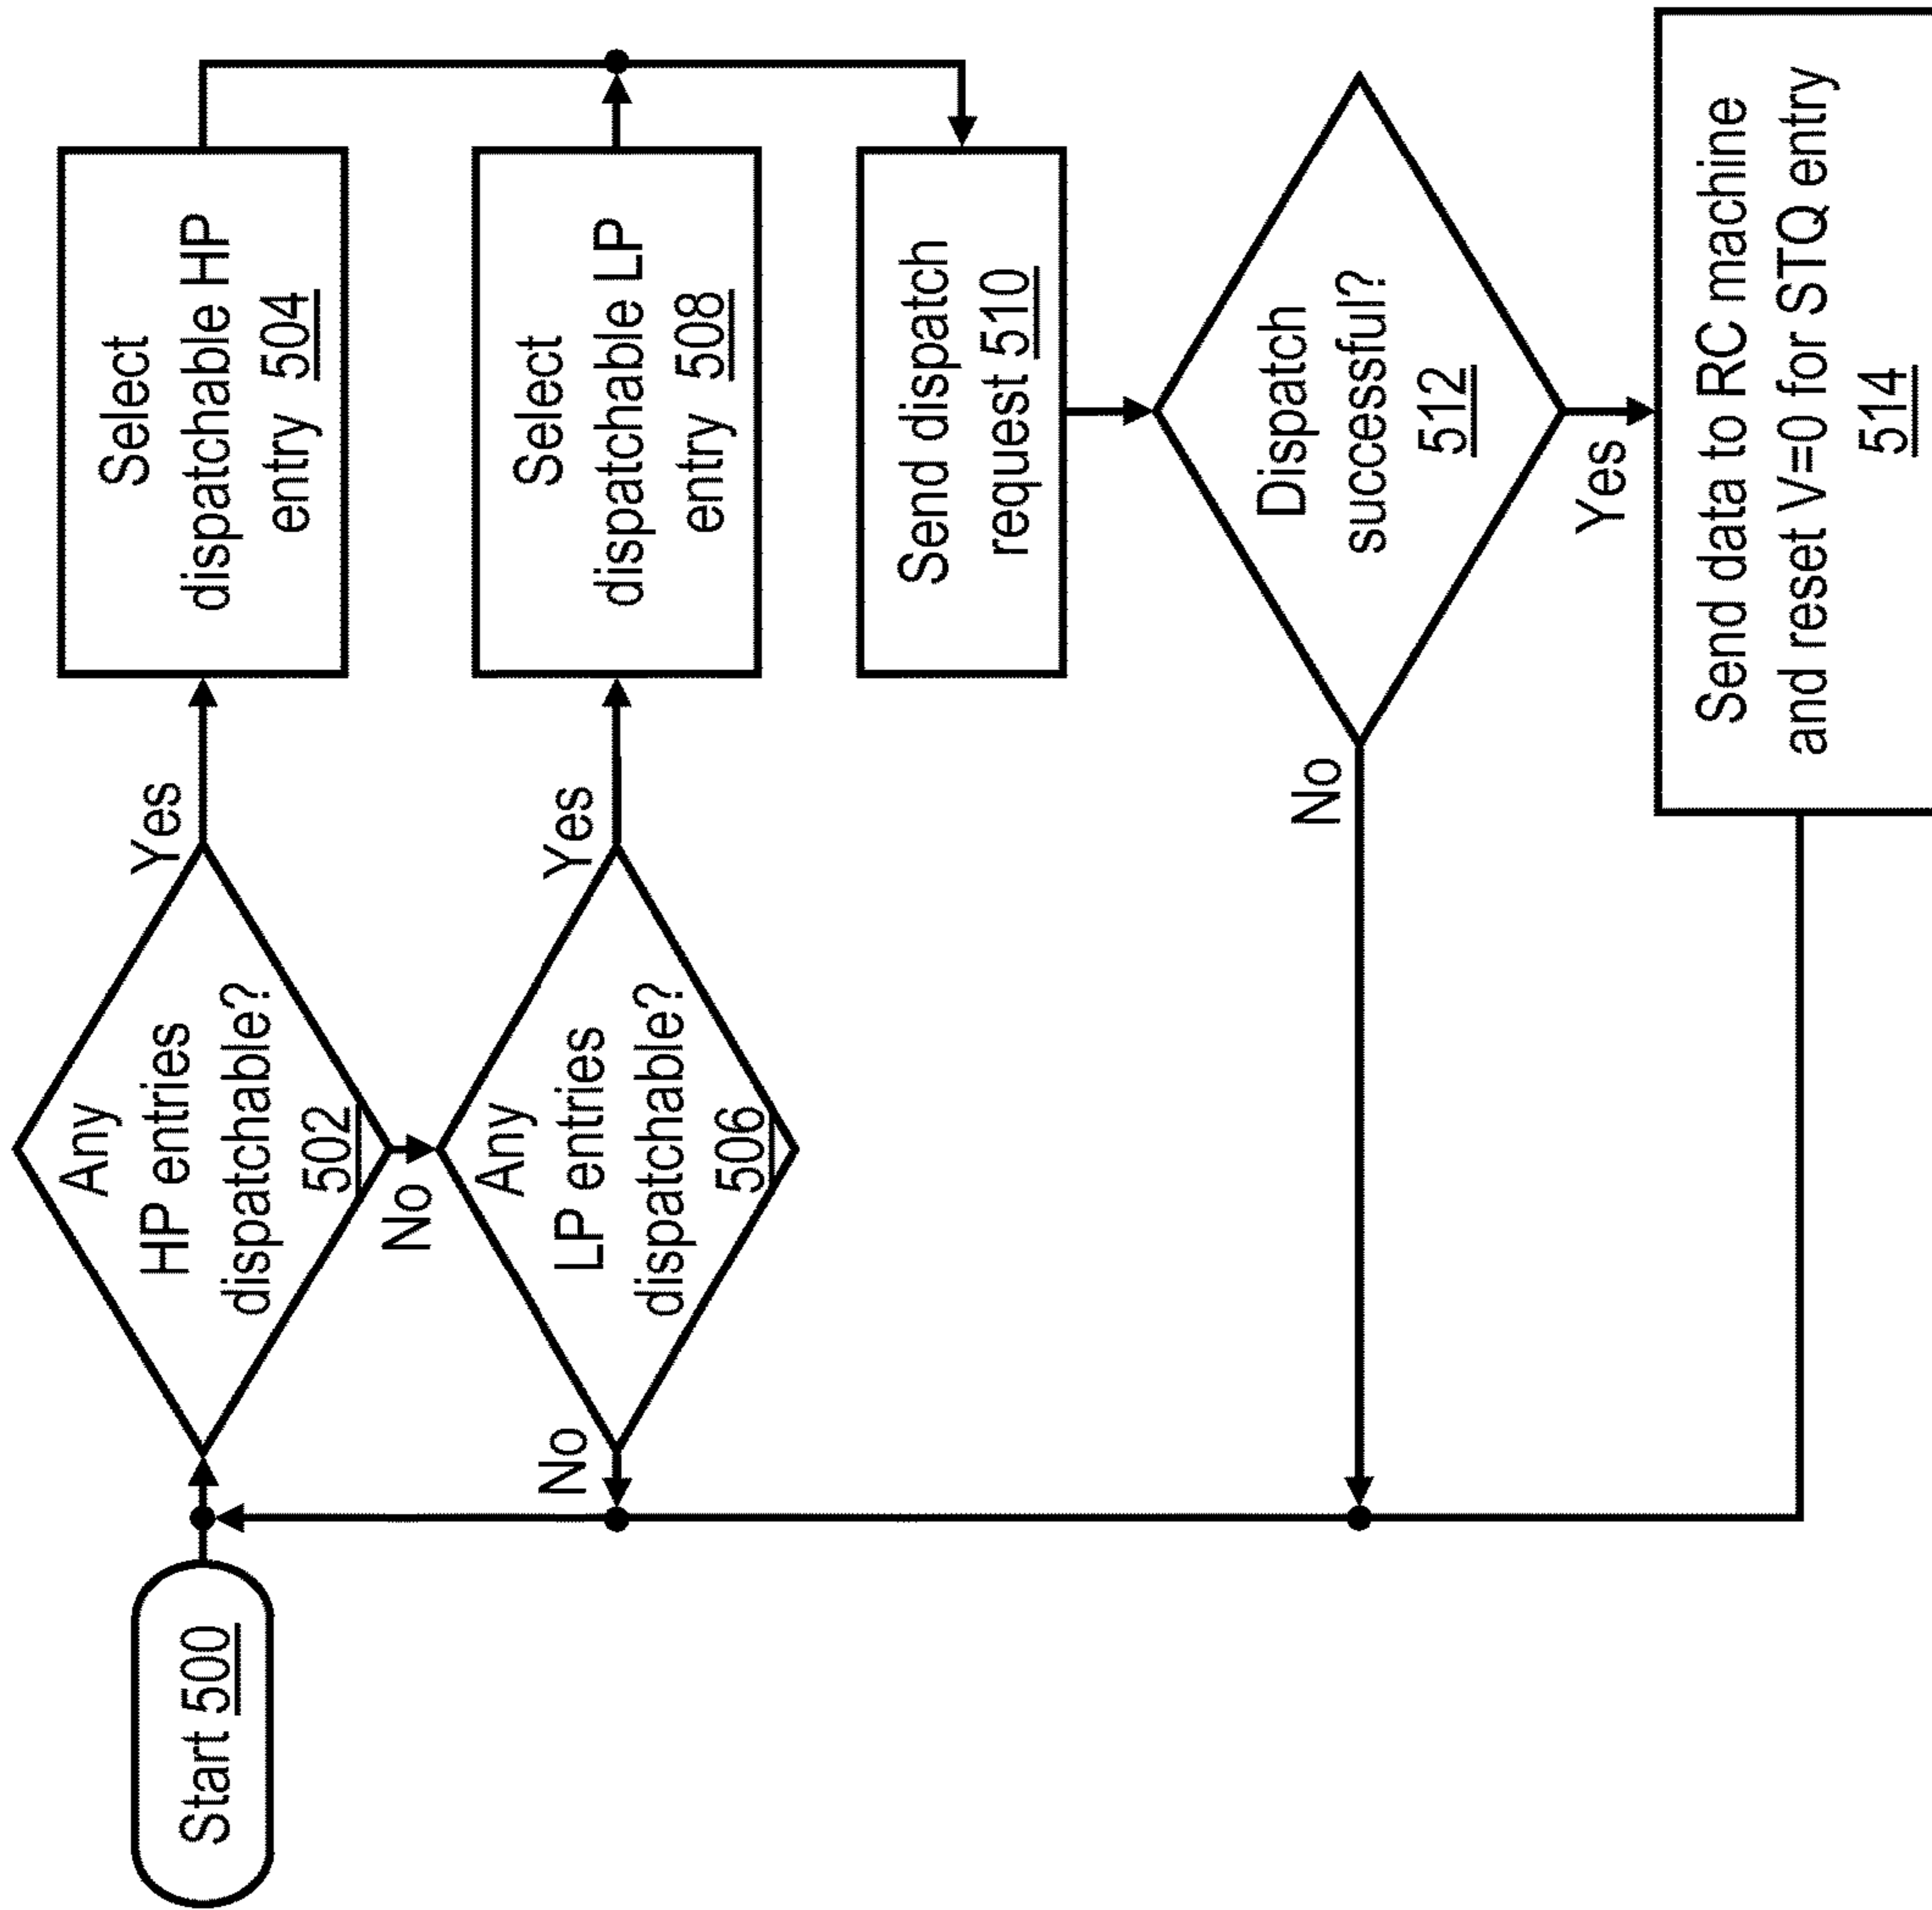 Start 500
Any
HP entries
dispatchable?
502
Yes
No
Select
dispatchable HP
entry 504
Any
LP entries
dispatchable?
506
Yes
No
Select
dispatchable LP
entry 508
Send dispatch
request 510
Dispatch
successful?
512
No
Yes
Send data to RC machine
and reset V=0 for STQ entry
514